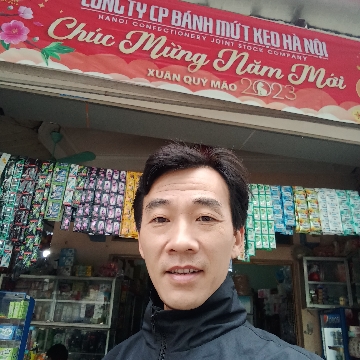 CÔNG TY CP BÁNH MỨT KẸO HÀ NỘI
HANOI CONFECTIONERY JOINT STOCK COMPANY
Chúc Mừng Năm Mới
XUÂN QUÝ MÃO 2023